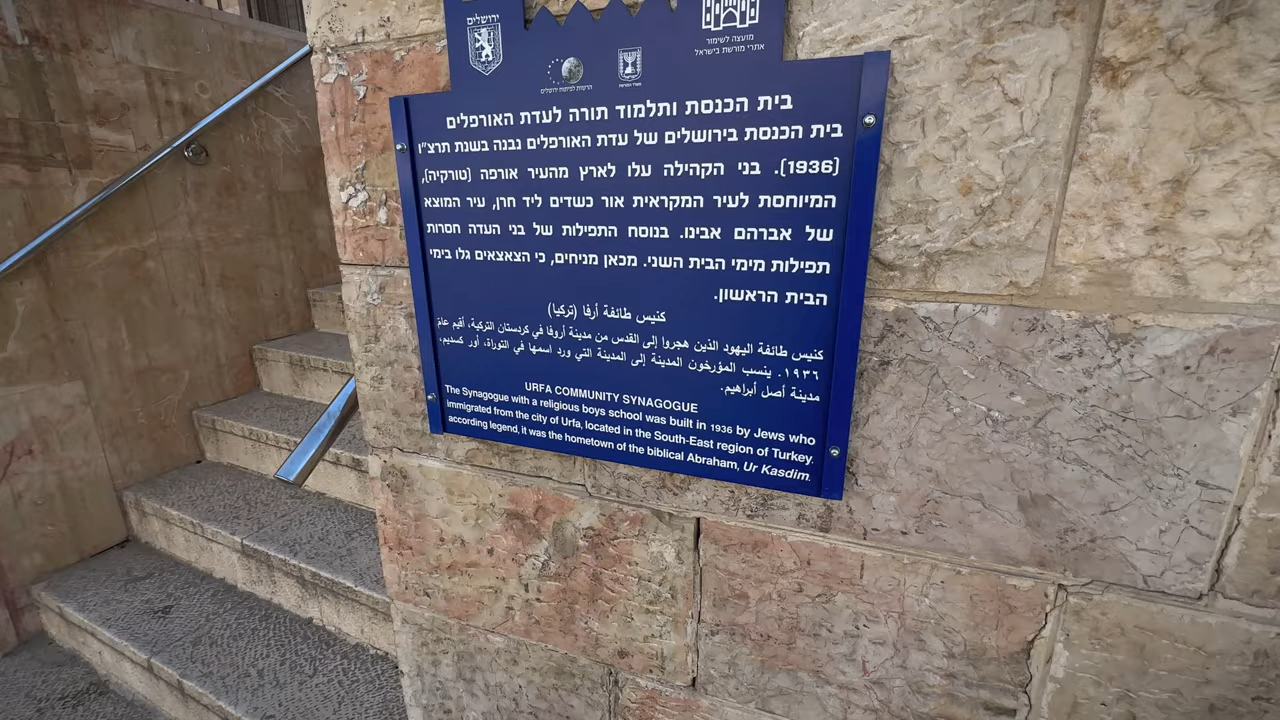 ירושלים
מועצה לשימור
אתרי מורשת בישראל
הרשות לפיתוח ירושלים
בית הכנסת ותלמוד תורה לעדת האורפלים
בית הכנסת בירושלים של עדת האורפלים נבנה בשנת תרצ"ו
(1936). בני הקהילה עלו לארץ מהעיר אורפה (טורקיה),
המיוחסת לעיר המקראית אור כשדים ליד חרן, עיר המוצא
של אברהם אבינו. בנוסח התפילות של בני העדה חסרות
תפילות מימי הבית השני. מכאן מניחים, כי הצאצאים גלו בימי
הבית הראשון.
كنيس طائفة أرفا (تركيا)
كنيس طائفة اليهود الذين هجروا إلى القدس من مدينة أروفا في كردستان التركية، أقيم عام
١٩٣٦. ينسب المؤرخون المدينة إلى المدينة التي ورد اسمها في التوراة، أور كسديم،
مدينة أصل أبراهيم.
URFA COMMUNITY SYNAGOGUE
The Synagogue with a religious boys school was built in 1936 by Jews who
immigrated from the city of Urfa, located in the South-East region of Turkey.
according legend, it was the hometown of the biblical Abraham, Ur Kasdim.